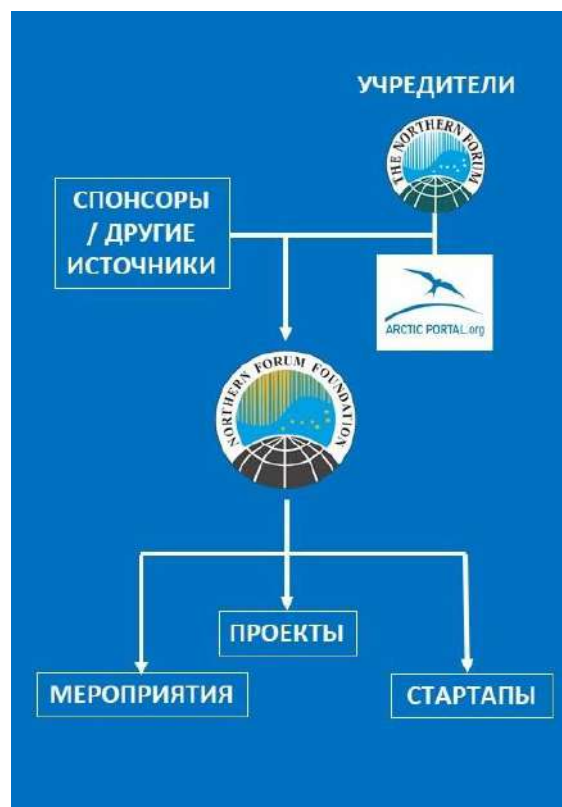 УЧРЕДИТЕЛИ
THE NORTHERN FORUM
СПОНСОРЫ
/ ДРУГИЕ
ИСТОЧНИКИ
ARCTIC PORTAL.org
NORTHERN FORUM FOUNDATION
ПРОЕКТЫ
МЕРОПРИЯТИЯ
СТАРТАПЫ